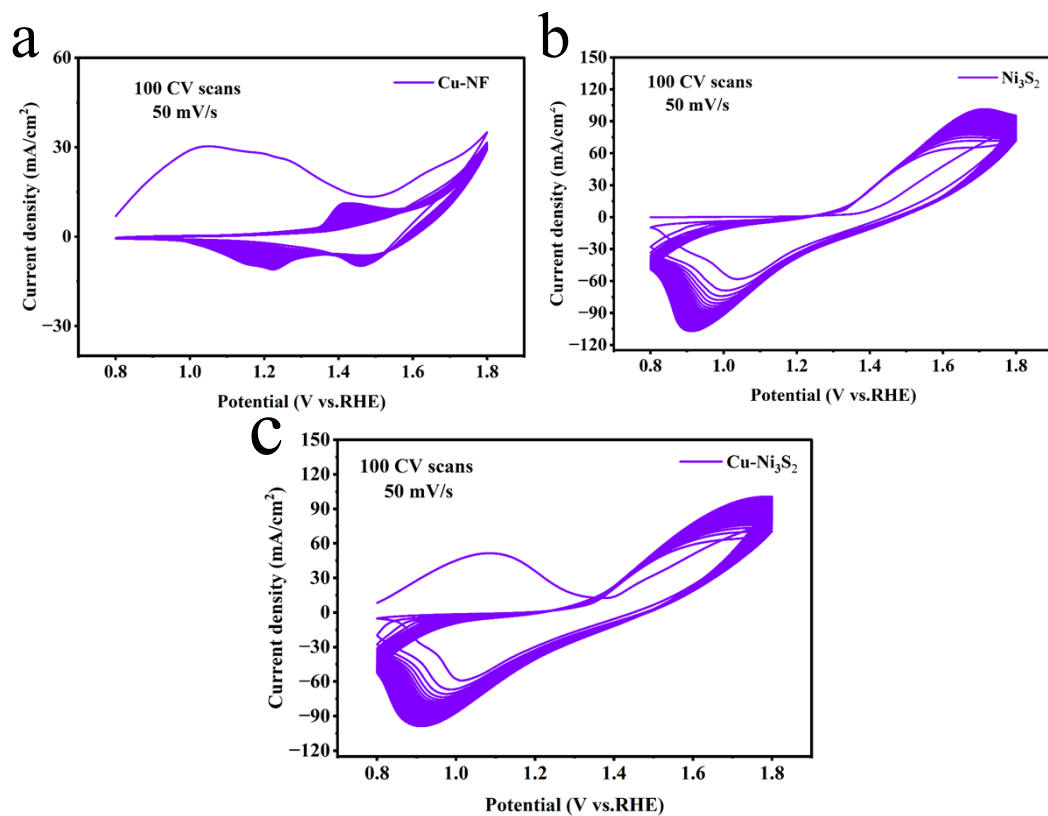 a
60
30
0
−30
100 CV scans
50 mV/s
Cu-NF
Current density (mA/cm²)
0.8 1.0 1.2 1.4 1.6 1.8
Potential (V vs.RHE)
b
150
120
90
60
30
0
−30
−60
−90
−120
100 CV scans
50 mV/s
Ni₃S₂
Current density (mA/cm²)
0.8 1.0 1.2 1.4 1.6 1.8
Potential (V vs.RHE)
c
150
120
90
60
30
0
−30
−60
−90
−120
100 CV scans
50 mV/s
Cu-Ni₃S₂
Current density (mA/cm²)
0.8 1.0 1.2 1.4 1.6 1.8
Potential (V vs.RHE)